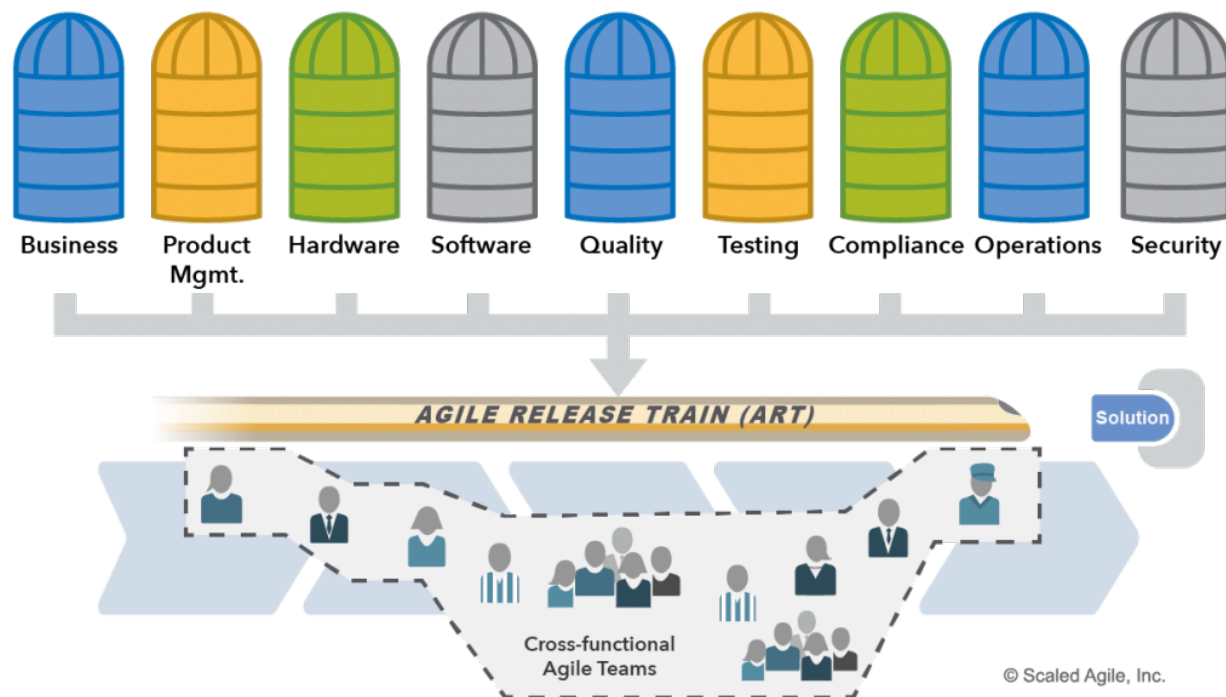 Business
Product
Mgmt.
Hardware
Software
Quality
Testing
Compliance
Operations
Security
AGILE RELEASE TRAIN (ART)
Solution
Cross-functional
Agile Teams
© Scaled Agile, Inc.